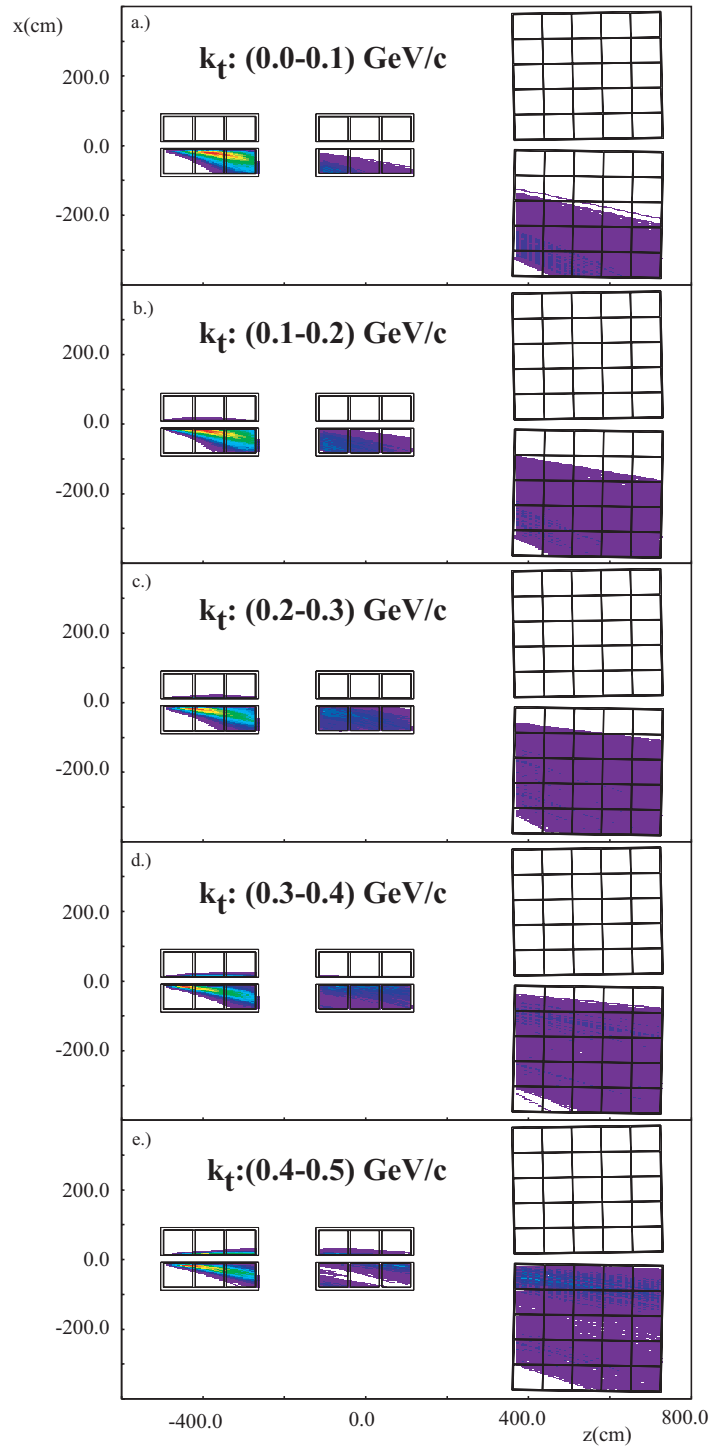 x(cm)
a.)
k_t: (0.0-0.1) GeV/c
200.0
0.0
-200.0
b.)
k_t: (0.1-0.2) GeV/c
200.0
0.0
-200.0
c.)
k_t: (0.2-0.3) GeV/c
200.0
0.0
-200.0
d.)
k_t: (0.3-0.4) GeV/c
200.0
0.0
-200.0
e.)
k_t:(0.4-0.5) GeV/c
200.0
0.0
-200.0
-400.0 0.0 400.0 800.0
z(cm)